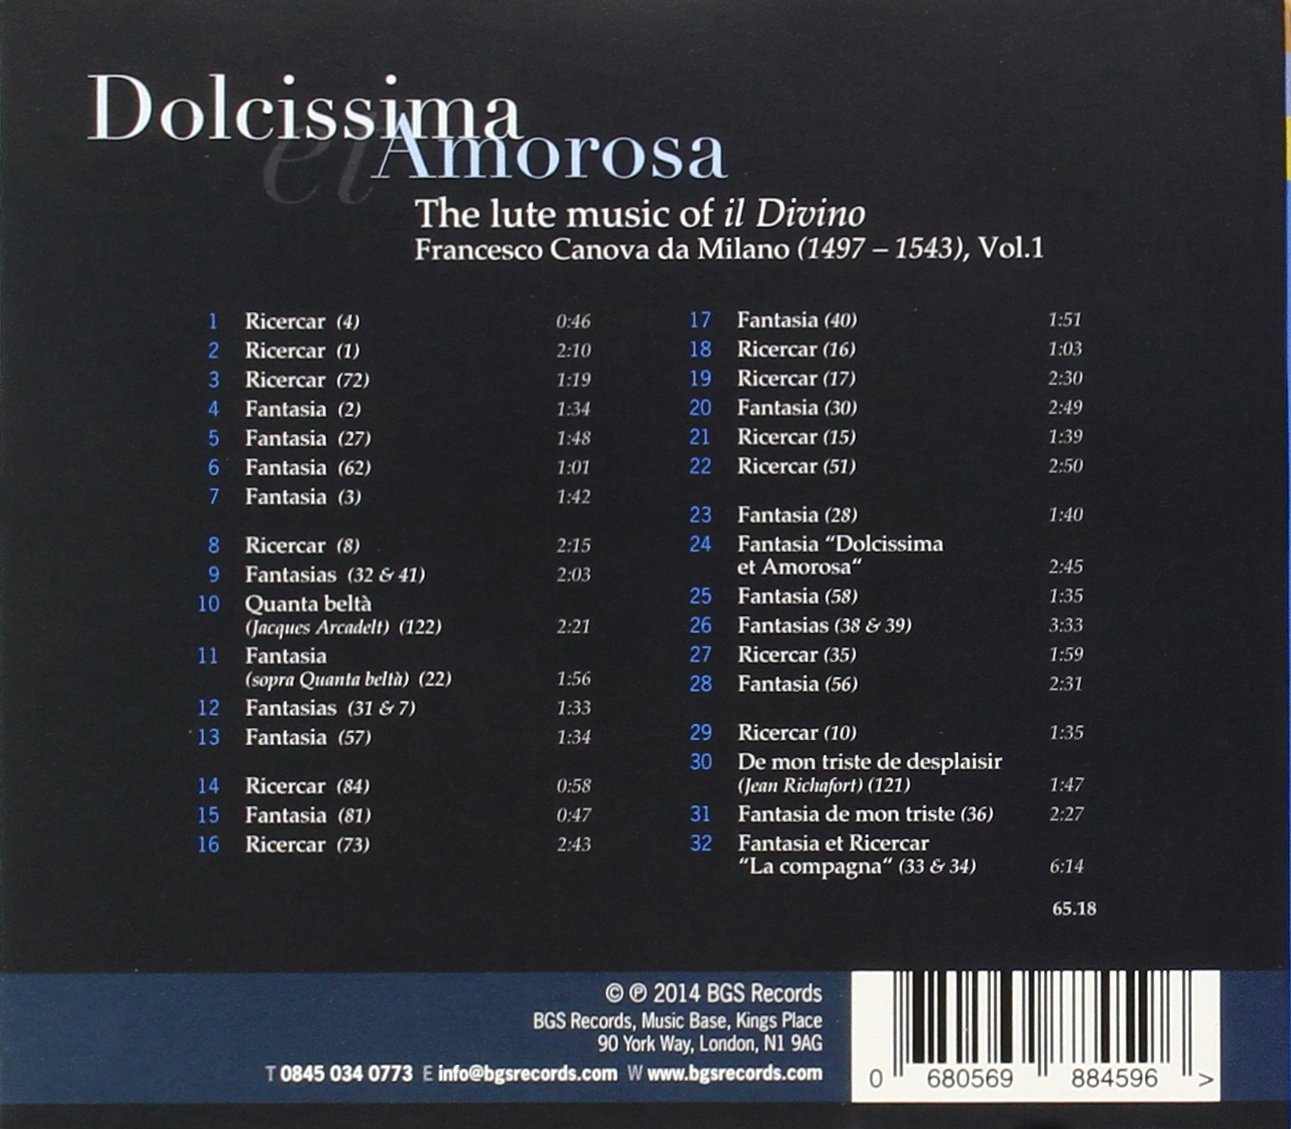 Dolcissima
et Amorosa
The lute music of il Divino
Francesco Canova da Milano (1497 – 1543), Vol.1
1 Ricercar (4) 0:46
2 Ricercar (1) 2:10
3 Ricercar (72) 1:19
4 Fantasia (2) 1:34
5 Fantasia (27) 1:48
6 Fantasia (62) 1:01
7 Fantasia (3) 1:42
8 Ricercar (8) 2:15
9 Fantasias (32 & 41) 2:03
10 Quanta beltà
(Jacques Arcadelt) (122) 2:21
11 Fantasia
(sopra Quanta beltà) (22) 1:56
12 Fantasias (31 & 7) 1:33
13 Fantasia (57) 1:34
14 Ricercar (84) 0:58
15 Fantasia (81) 0:47
16 Ricercar (73) 2:43
17 Fantasia (40) 1:51
18 Ricercar (16) 1:03
19 Ricercar (17) 2:30
20 Fantasia (30) 2:49
21 Ricercar (15) 1:39
22 Ricercar (51) 2:50
23 Fantasia (28) 1:40
24 Fantasia “Dolcissima
et Amorosa“ 2:45
25 Fantasia (58) 1:35
26 Fantasias (38 & 39) 3:33
27 Ricercar (35) 1:59
28 Fantasia (56) 2:31
29 Ricercar (10) 1:35
30 De mon triste de desplaisir
(Jean Richafort) (121) 1:47
31 Fantasia de mon triste (36) 2:27
32 Fantasia et Ricercar
“La compagna“ (33 & 34) 6:14
65.18
© ℗ 2014 BGS Records
BGS Records, Music Base, Kings Place
90 York Way, London, N1 9AG
T 0845 034 0773 E info@bgsrecords.com W www.bgsrecords.com
0 680569 884596 >